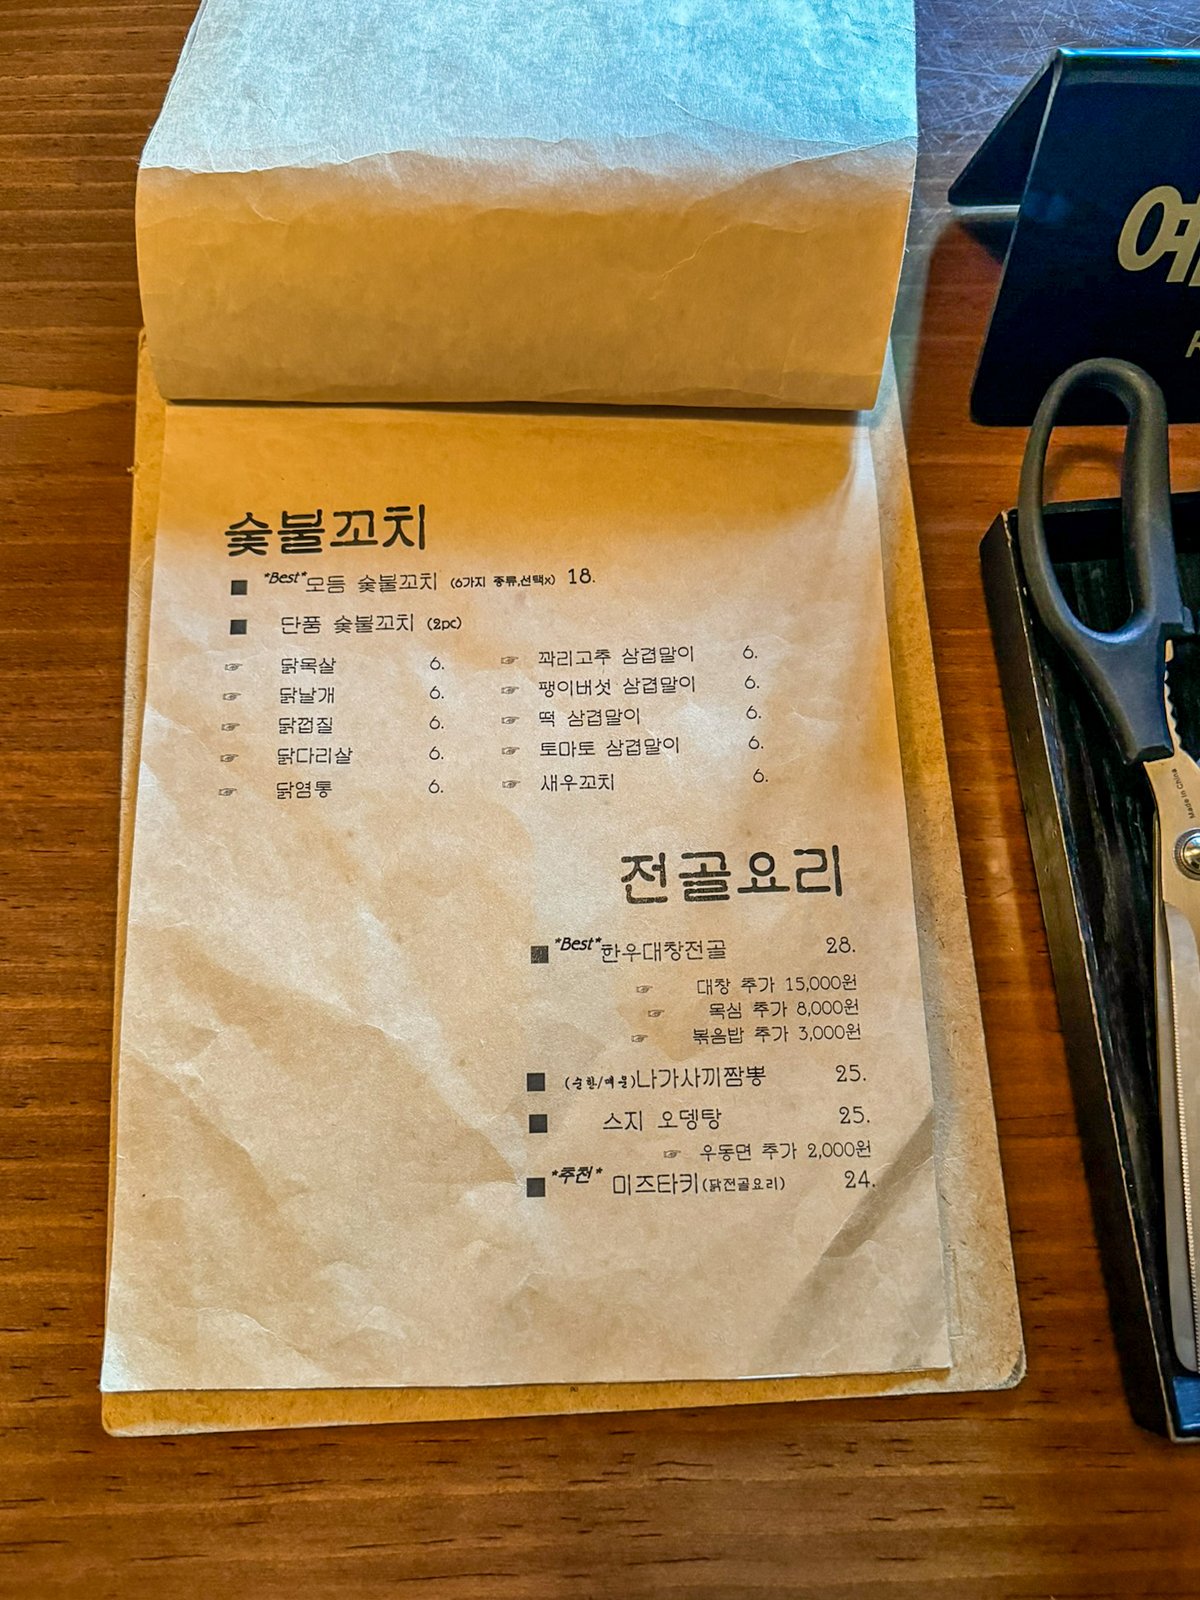 숯불꼬치
■ *Best* 모듬 숯불꼬치 (6가지 종류,선택x) 18.
■ 단품 숯불꼬치 (2pc)
☞ 닭목살 6.
☞ 닭날개 6.
☞ 닭껍질 6.
☞ 닭다리살 6.
☞ 닭염통 6.
☞ 꽈리고추 삼겹말이 6.
☞ 팽이버섯 삼겹말이 6.
☞ 떡 삼겹말이 6.
☞ 토마토 삼겹말이 6.
☞ 새우꼬치 6.
전골요리
■ *Best* 한우대창전골 28.
☞ 대창 추가 15,000원
☞ 목심 추가 8,000원
☞ 볶음밥 추가 3,000원
■ (순한/매운)나가사끼짬뽕 25.
■ 스지 오뎅탕 25.
☞ 우동면 추가 2,000원
■ *추천* 미즈타키(닭전골요리) 24.
Made in China